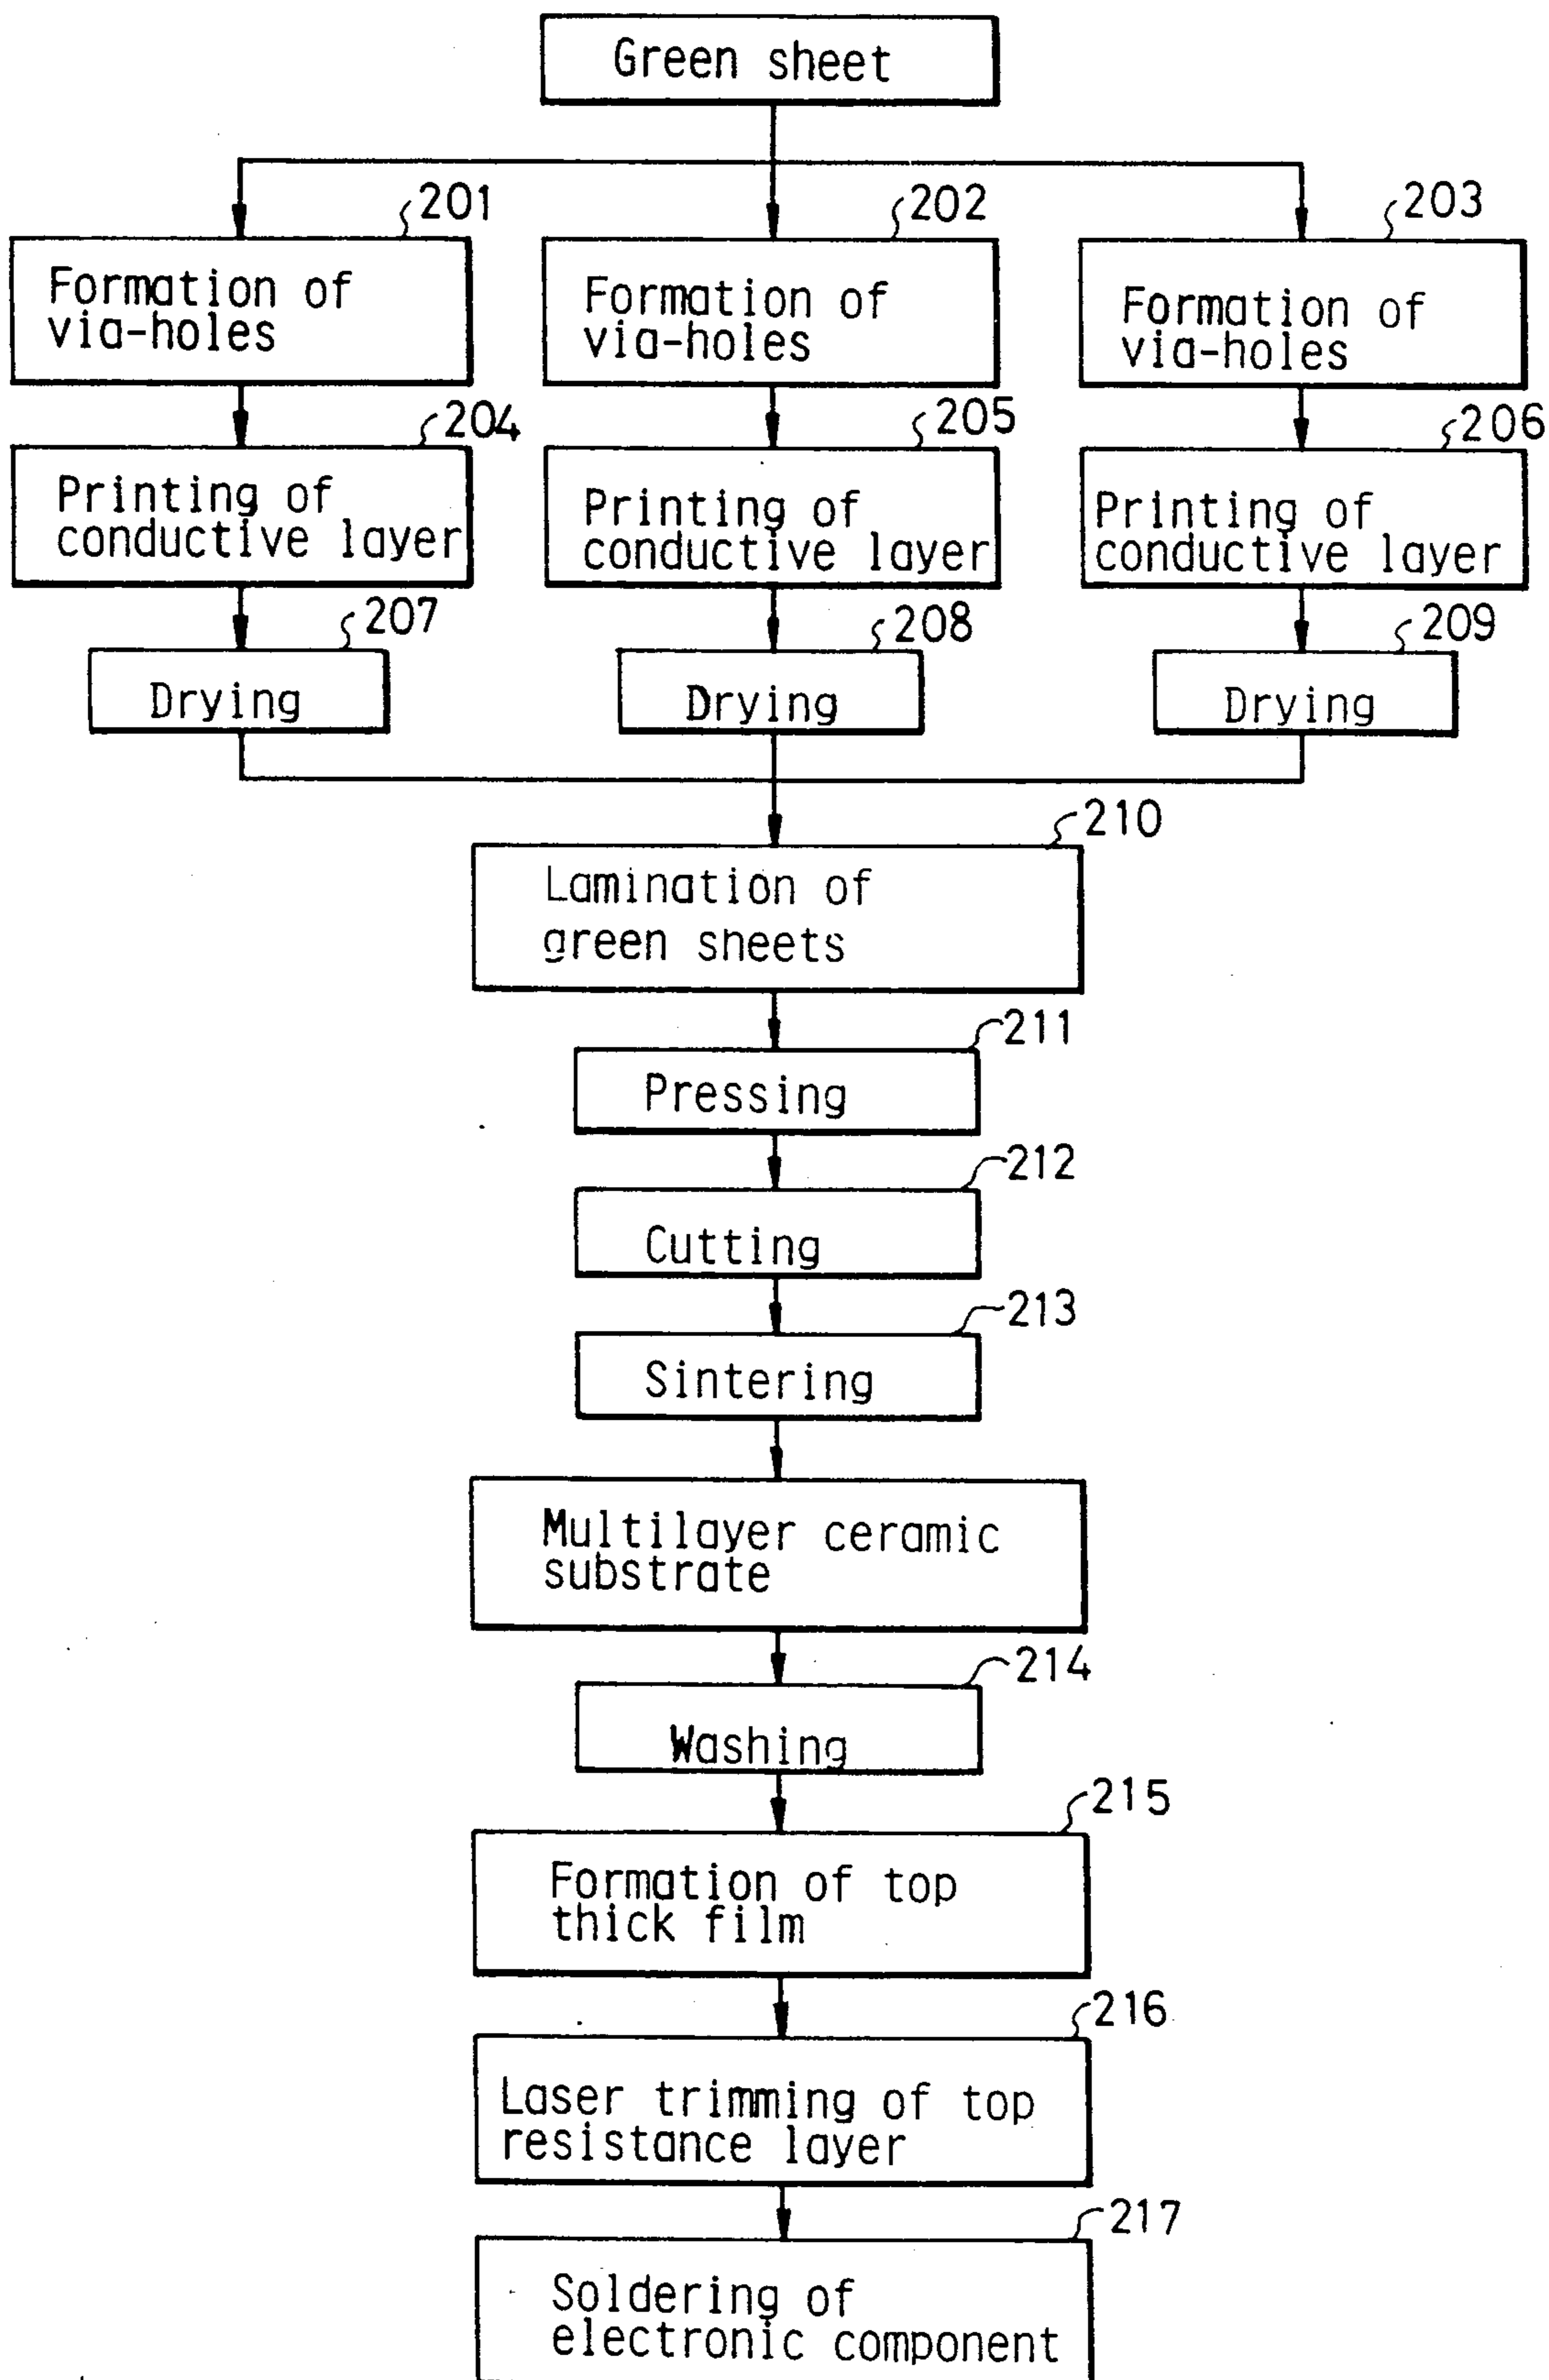 Green sheet
201
202
203
Formation of
via-holes
Formation of
via-holes
Formation of
via-holes
204
205
206
Printing of
conductive layer
Printing of
conductive layer
Printing of
conductive layer
207
208
209
Drying
Drying
Drying
210
Lamination of
green sheets
211
Pressing
212
Cutting
213
Sintering
Multilayer ceramic
substrate
214
Washing
215
Formation of top
thick film
216
Laser trimming of top
resistance layer
217
Soldering of
electronic component